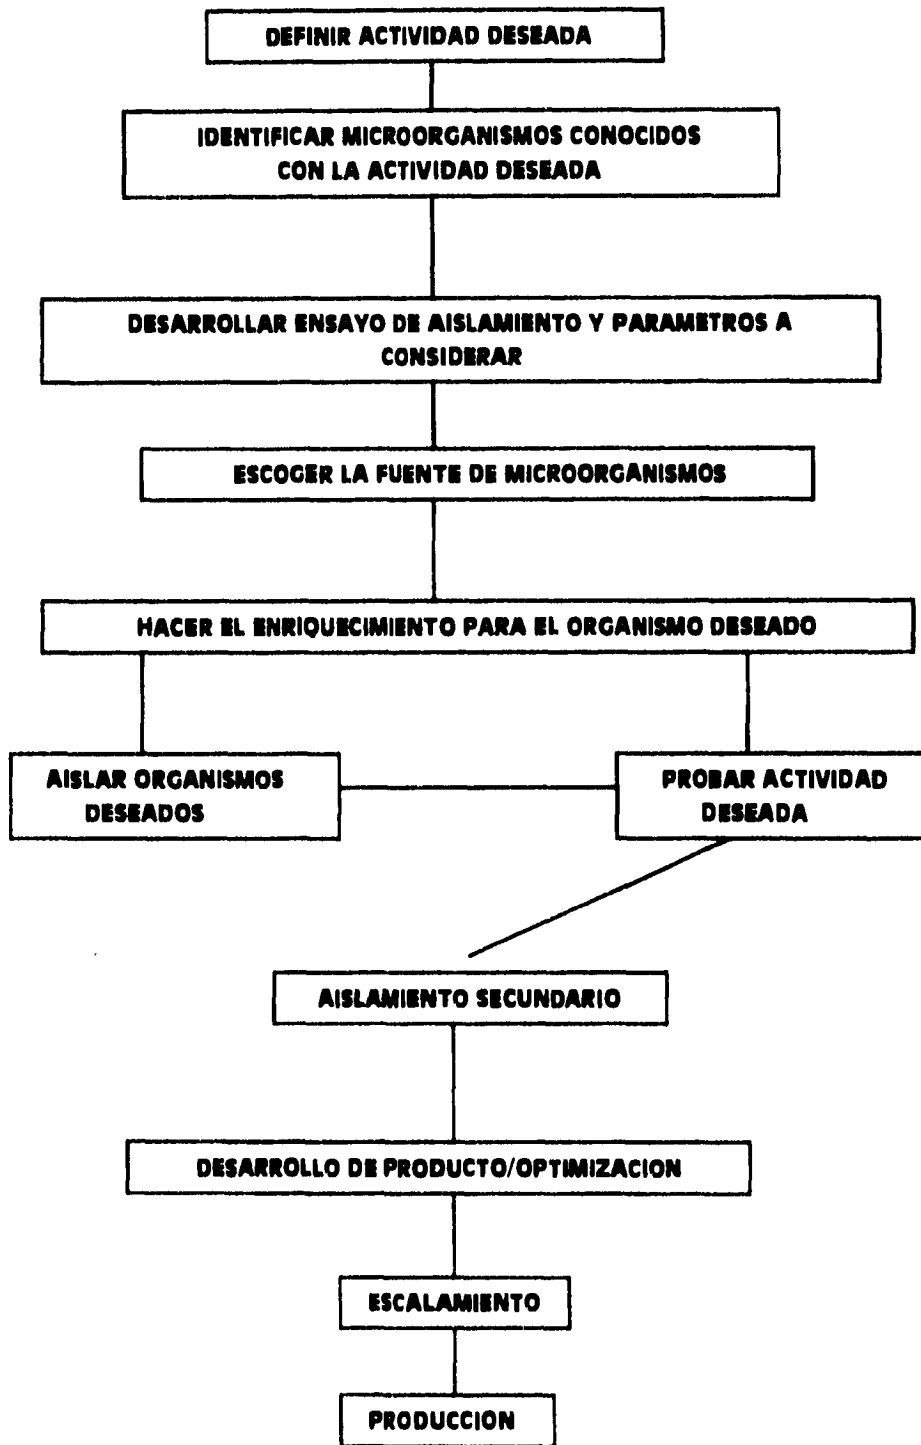 DEFINIR ACTIVIDAD DESEADA
IDENTIFICAR MICROORGANISMOS CONOCIDOS
CON LA ACTIVIDAD DESEADA
DESARROLLAR ENSAYO DE AISLAMIENTO Y PARAMETROS A
CONSIDERAR
ESCOGER LA FUENTE DE MICROORGANISMOS
HACER EL ENRIQUECIMIENTO PARA EL ORGANISMO DESEADO
AISLAR ORGANISMOS
DESEADOS
PROBAR ACTIVIDAD
DESEADA
AISLAMIENTO SECUNDARIO
DESARROLLO DE PRODUCTO/OPTIMIZACION
ESCALAMIENTO
PRODUCCION